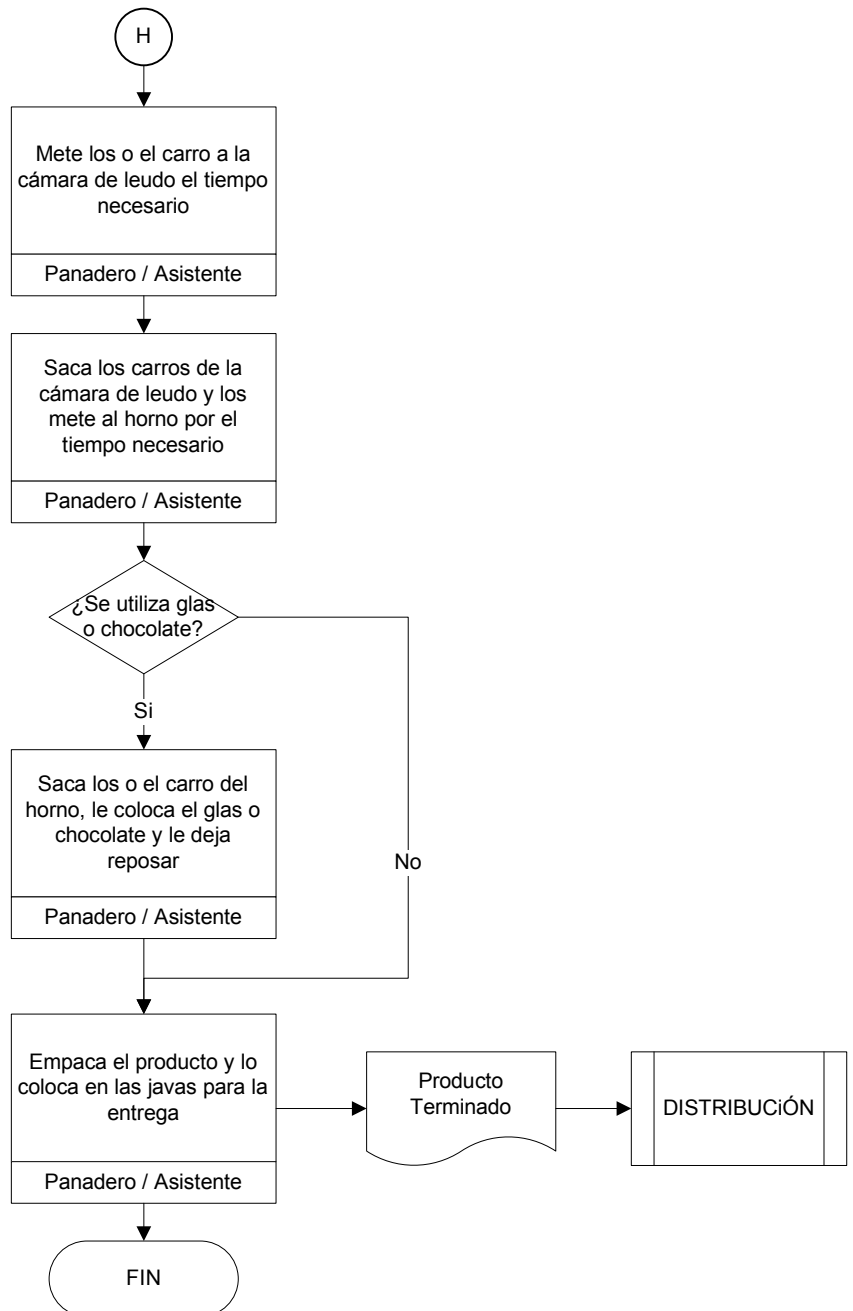 H
Mete los o el carro a la
cámara de leudo el tiempo
necesario
Panadero / Asistente
Saca los carros de la
cámara de leudo y los
mete al horno por el
tiempo necesario
Panadero / Asistente
¿Se utiliza glas
o chocolate?
Si
Saca los o el carro del
horno, le coloca el glas o
chocolate y le deja
reposar
Panadero / Asistente
No
Empaca el producto y lo
coloca en las javas para la
entrega
Panadero / Asistente
Producto
Terminado
DISTRIBUCiÓN
FIN